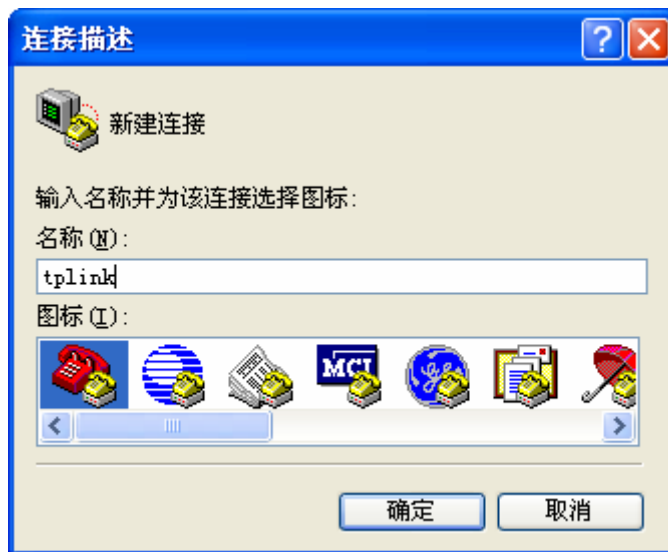 连接描述
新建连接
输入名称并为该连接选择图标:
名称(N):
tplink
图标(I):
MCI
确定
取消